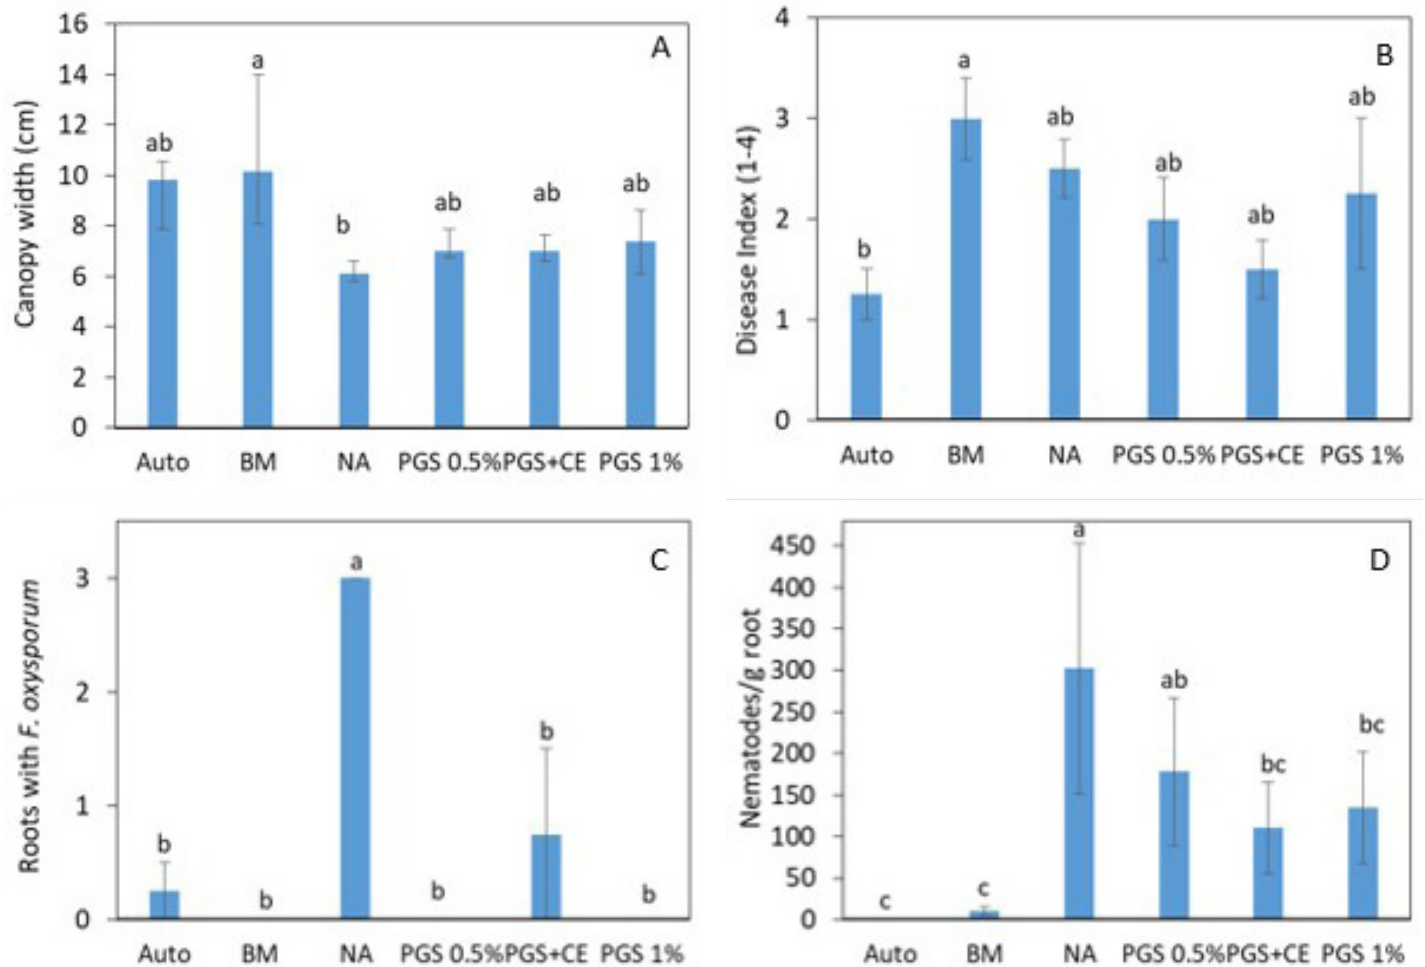 A
Canopy width (cm)
16
14
12
10
8
6
4
2
0
ab
a
b
ab
ab
ab
Auto BM NA PGS 0.5% PGS+CE PGS 1%
B
Disease Index (1-4)
4
3
2
1
0
b
a
ab
ab
ab
ab
Auto BM NA PGS 0.5% PGS+CE PGS 1%
C
Roots with F. oxysporum
3
2
1
0
b
b
a
b
b
b
Auto BM NA PGS 0.5% PGS+CE PGS 1%
D
Nematodes/g root
450
400
350
300
250
200
150
100
50
0
c
c
a
ab
bc
bc
Auto BM NA PGS 0.5% PGS+CE PGS 1%